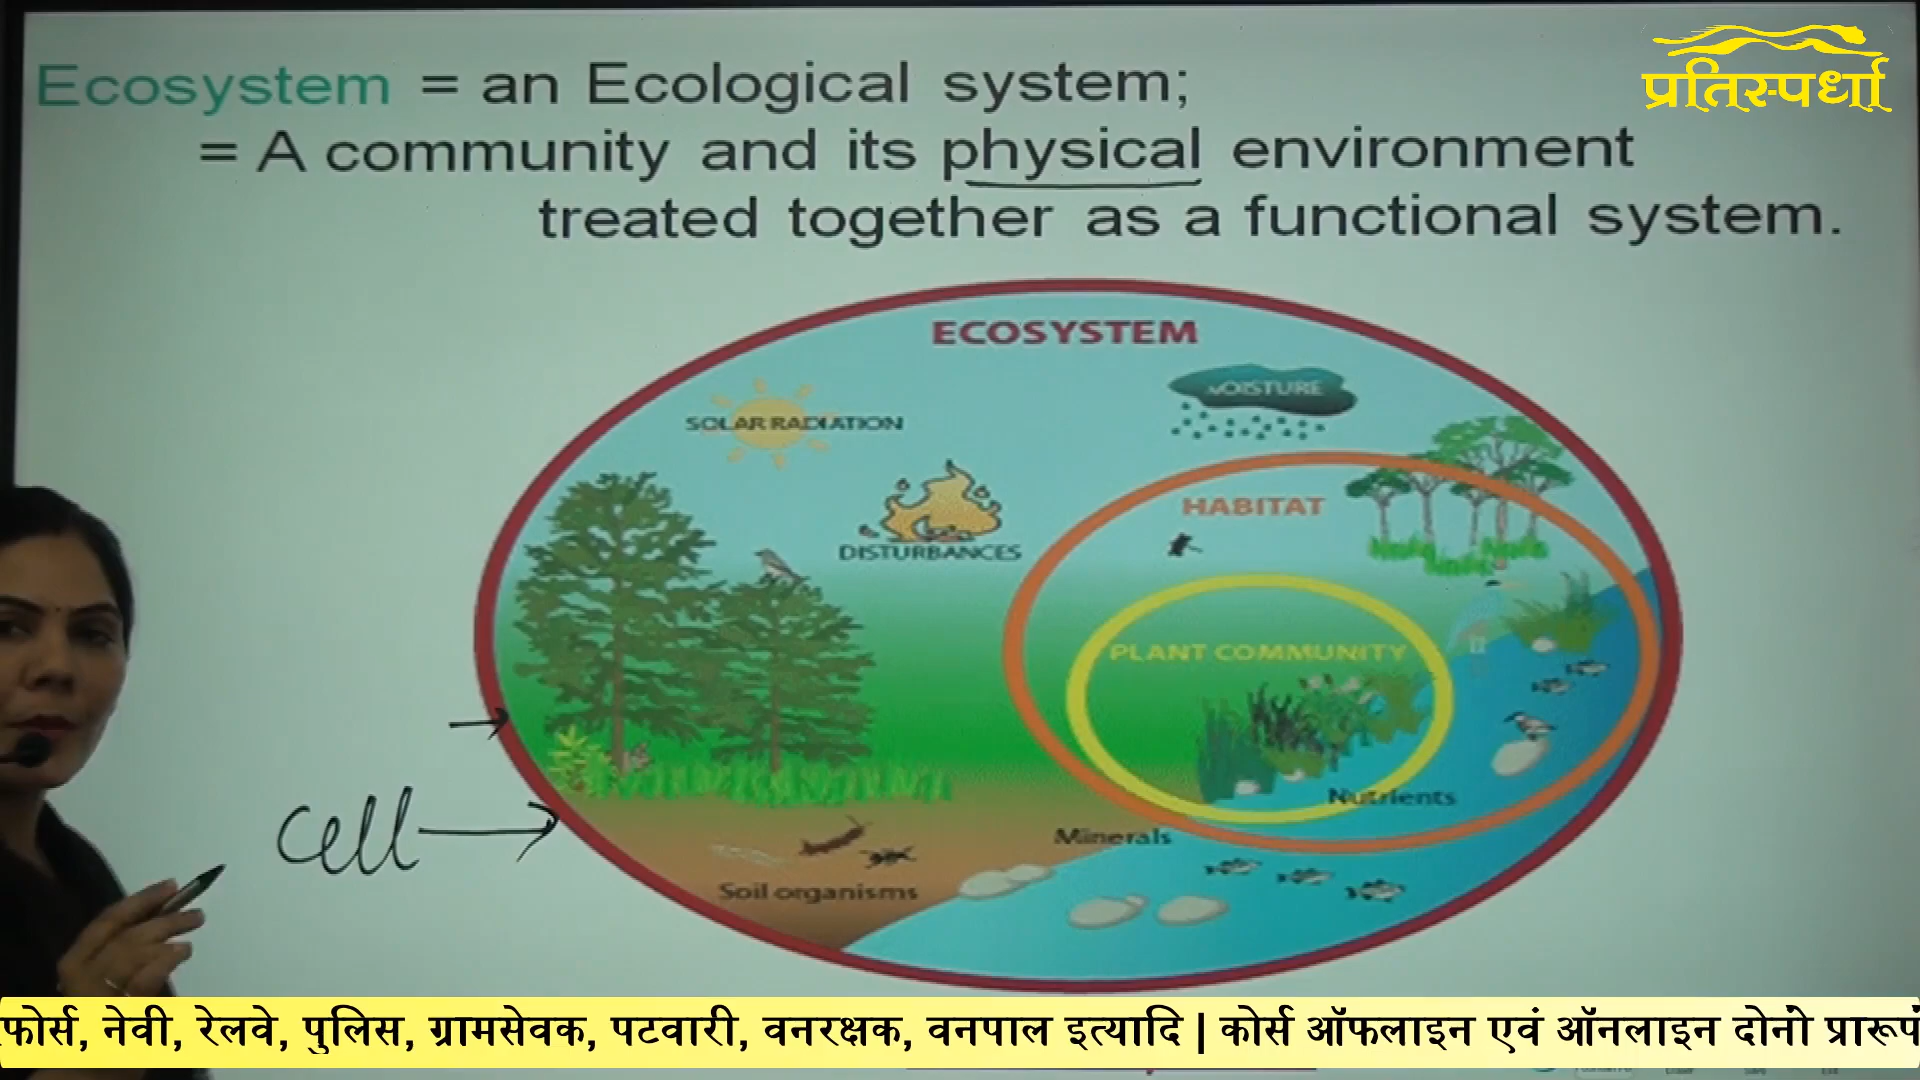 प्रतिस्पर्धा
Ecosystem = an Ecological system;
= A community and its physical environment
treated together as a functional system.
ECOSYSTEM
MOISTURE
SOLAR RADIATION
HABITAT
DISTURBANCES
PLANT COMMUNITY
Nutrients
cell
Minerals
Soil organisms
फोर्स, नेवी, रेलवे, पुलिस, ग्रामसेवक, पटवारी, वनरक्षक, वनपाल इत्यादि | कोर्स ऑफलाइन एवं ऑनलाइन दोनों